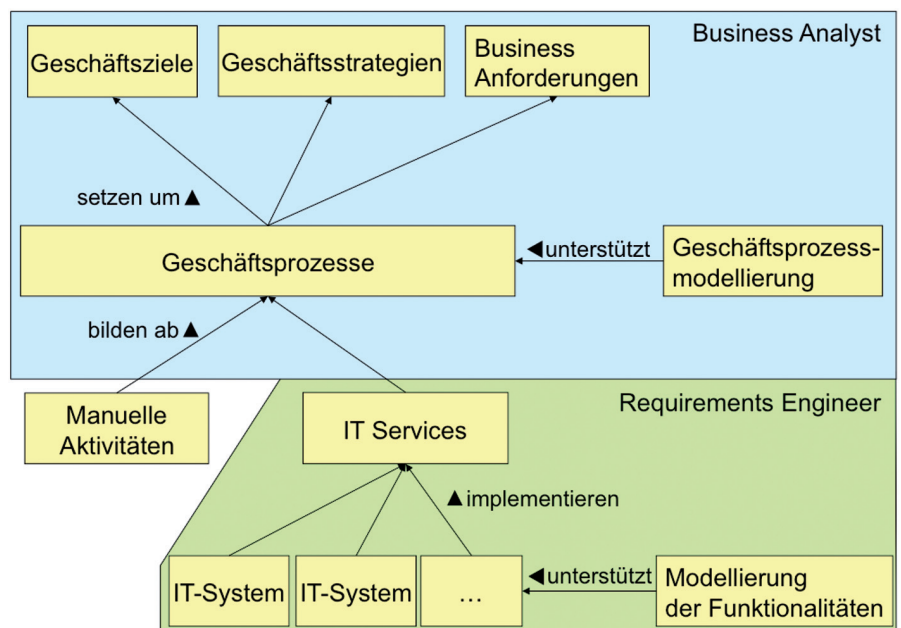 Business Analyst
Geschäftsziele
Geschäftsstrategien
Business
Anforderungen
setzen um ▲
Geschäftsprozesse
◀unterstützt
Geschäftsprozess-
modellierung
bilden ab ▲
Manuelle
Aktivitäten
Requirements Engineer
IT Services
▲implementieren
IT-System
IT-System
...
◀unterstützt
Modellierung
der Funktionalitäten